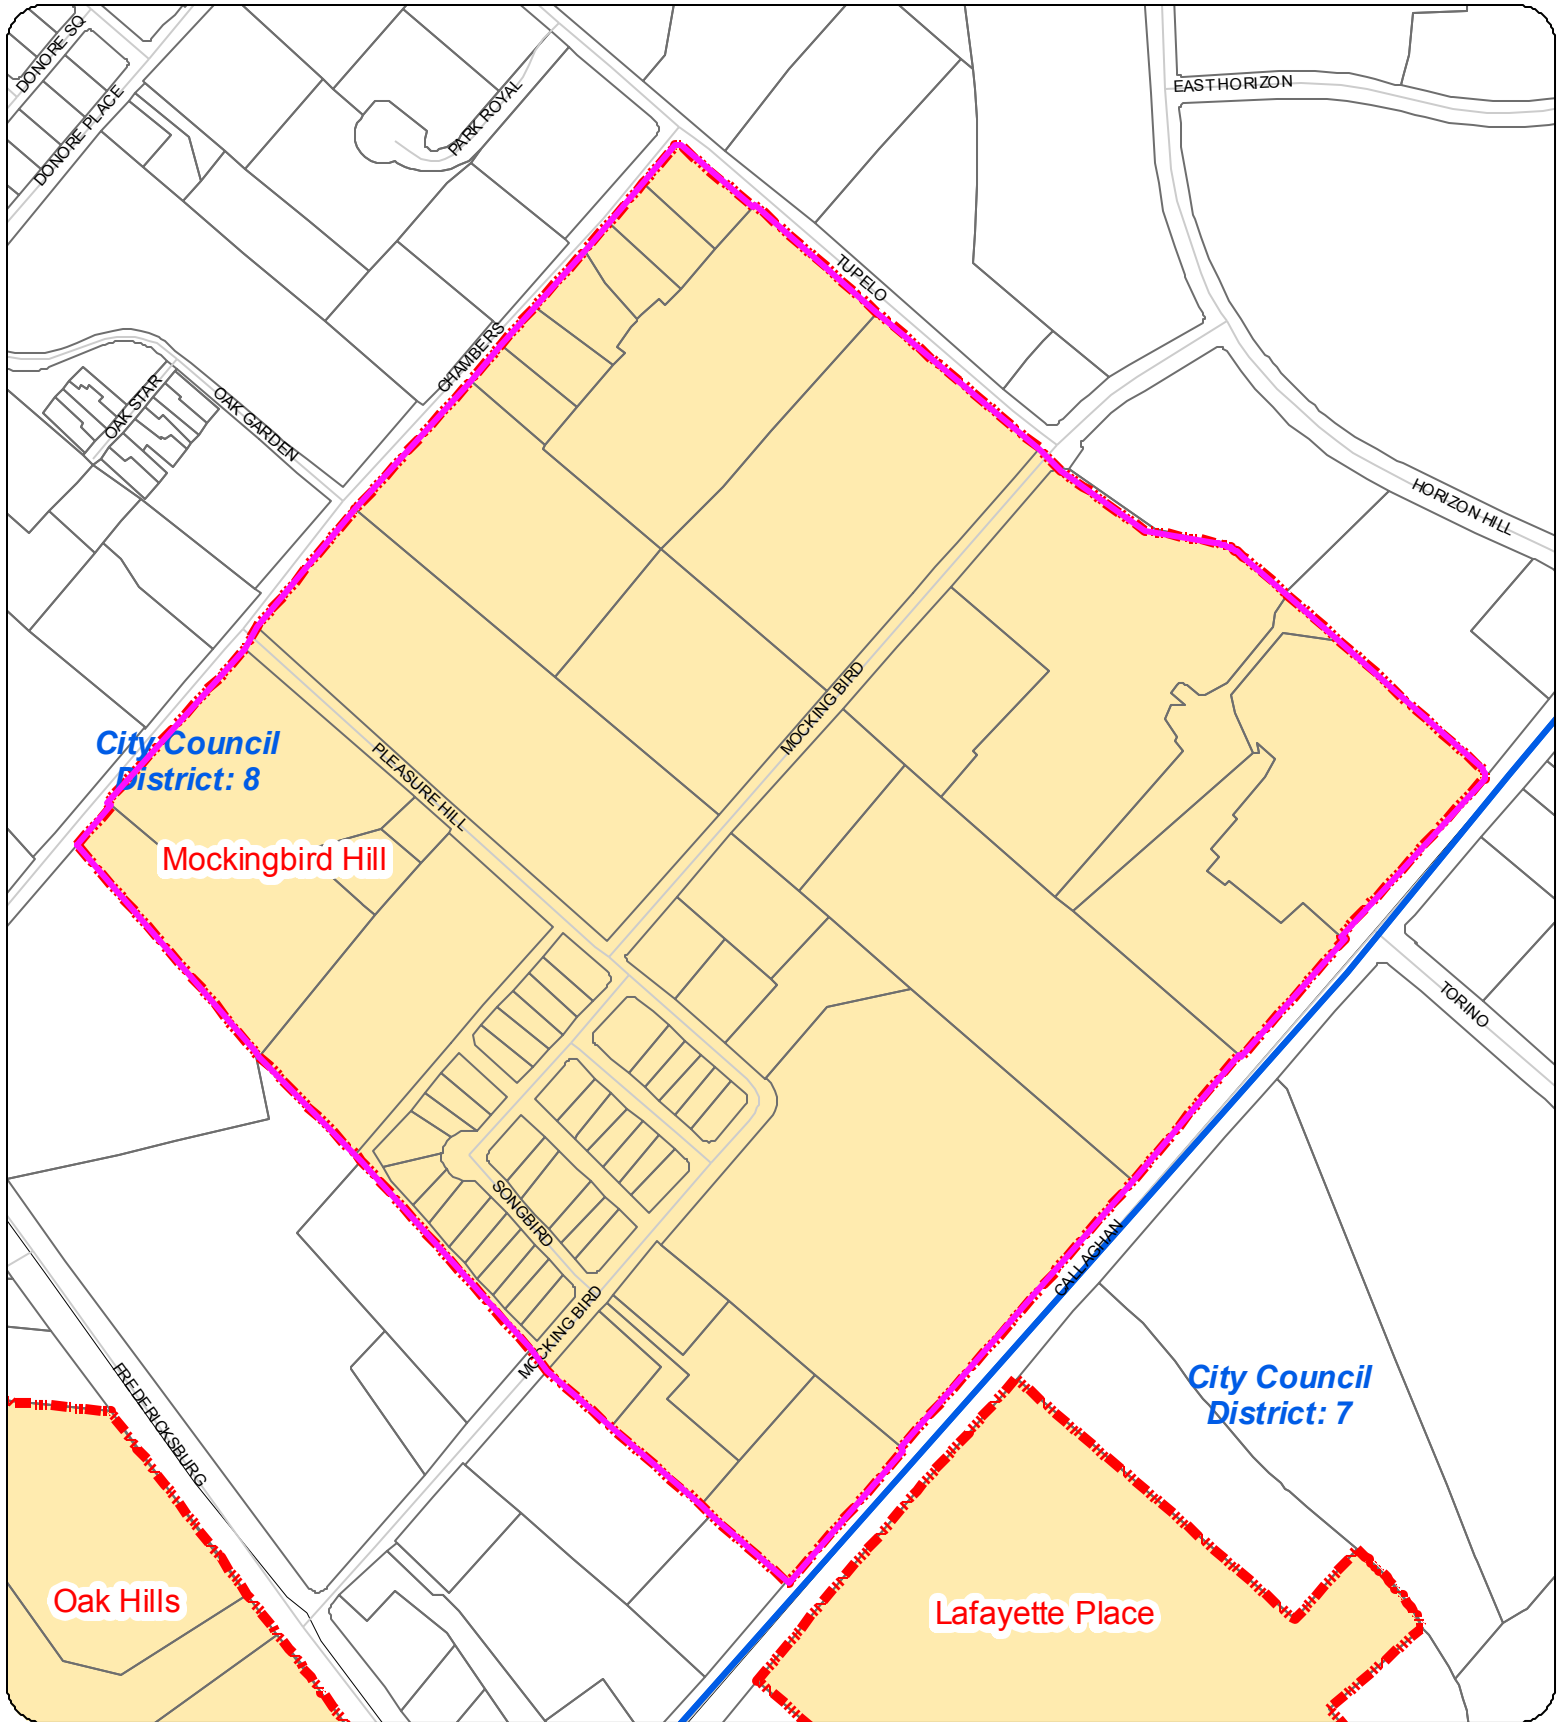 DONORE SQ
EAST HORIZON
DONORE PLACE
PARK ROYAL
TUPELO
CHAMBERS
OAK STAR
OAK GARDEN
HORIZON HILL
MOCKING BIRD
City Council
District: 8
PLEASURE HILL
Mockingbird Hill
TORINO
SONGBIRD
CALLAGHAN
MOCKING BIRD
FREDERICKSBURG
City Council
District: 7
Oak Hills
Lafayette Place